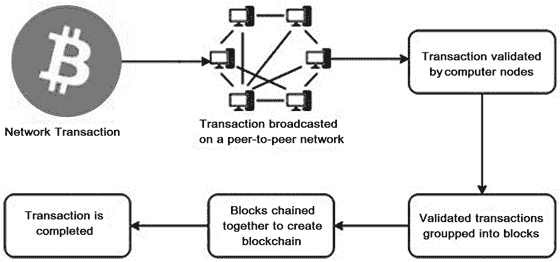 Network Transaction
Transaction broadcasted
on a peer-to-peer network
Transaction validated
by computer nodes
Validated transactions
groupped into blocks
Blocks chained
together to create
blockchain
Transaction is
completed